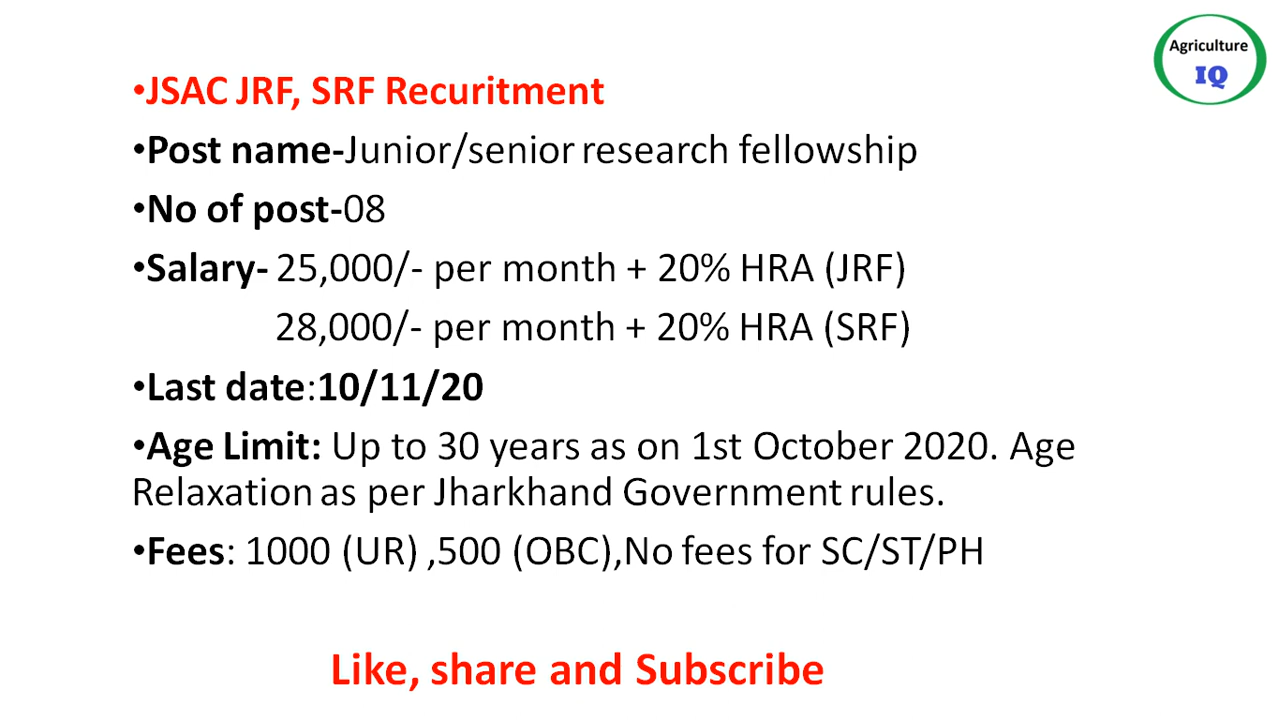 Agriculture
IQ
•JSAC JRF, SRF Recuritment
•Post name-Junior/senior research fellowship
•No of post-08
•Salary- 25,000/- per month + 20% HRA (JRF)
28,000/- per month + 20% HRA (SRF)
•Last date:10/11/20
•Age Limit: Up to 30 years as on 1st October 2020. Age
Relaxation as per Jharkhand Government rules.
•Fees: 1000 (UR) ,500 (OBC),No fees for SC/ST/PH
Like, share and Subscribe